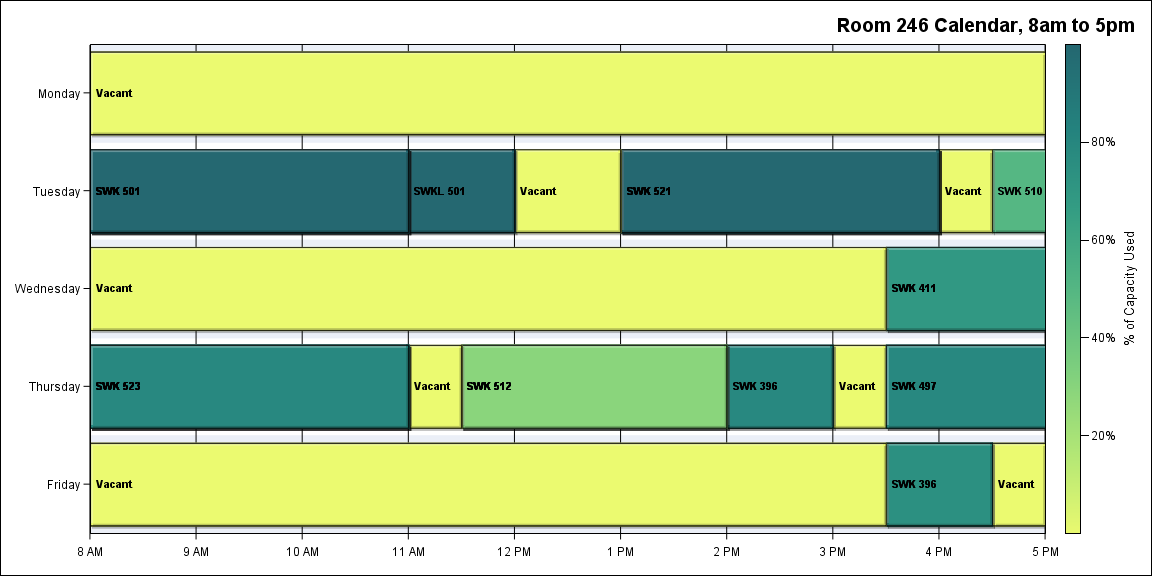 Room 246 Calendar, 8am to 5pm
Monday
Vacant
Tuesday
SWK 501
SWKL 501
Vacant
SWK 521
Vacant
SWK 510
Wednesday
Vacant
SWK 411
Thursday
SWK 523
Vacant
SWK 512
SWK 396
Vacant
SWK 497
Friday
Vacant
SWK 396
Vacant
8 AM
9 AM
10 AM
11 AM
12 PM
1 PM
2 PM
3 PM
4 PM
5 PM
80%
60%
40%
20%
% of Capacity Used